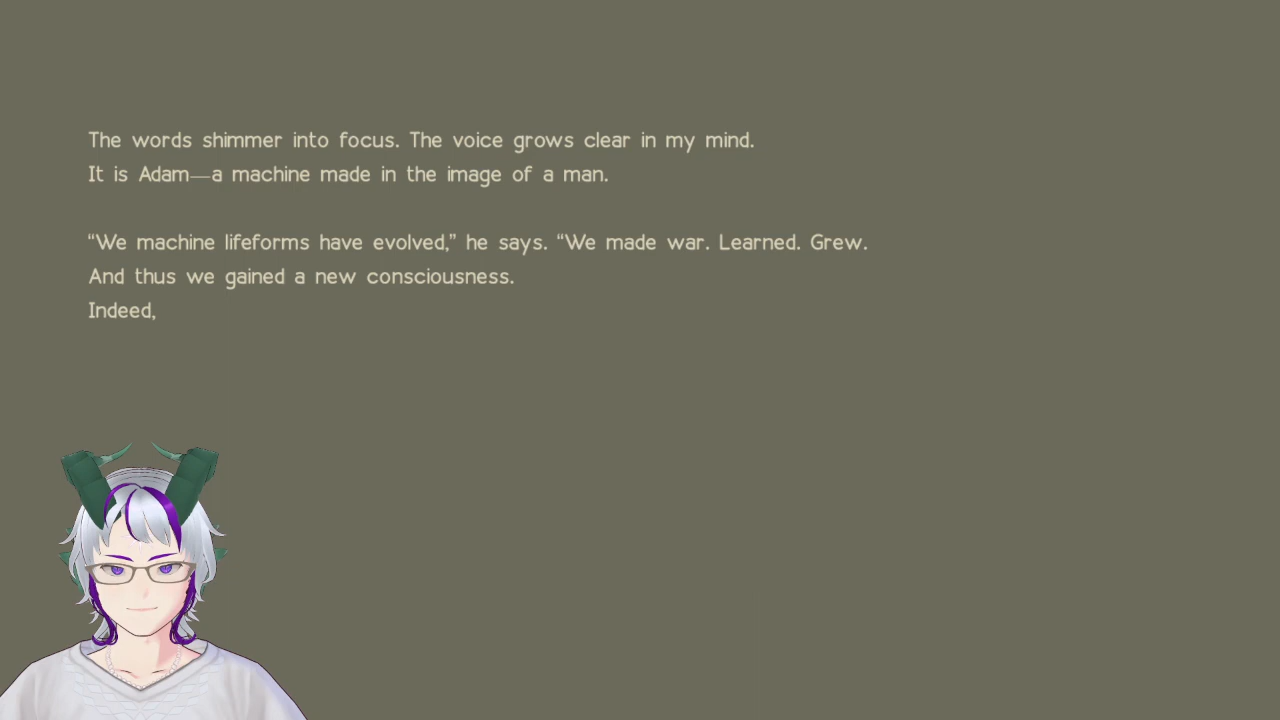 The words shimmer into focus. The voice grows clear in my mind.
It is Adam—a machine made in the image of a man.
“We machine lifeforms have evolved,” he says. “We made war. Learned. Grew.
And thus we gained a new consciousness.
Indeed,